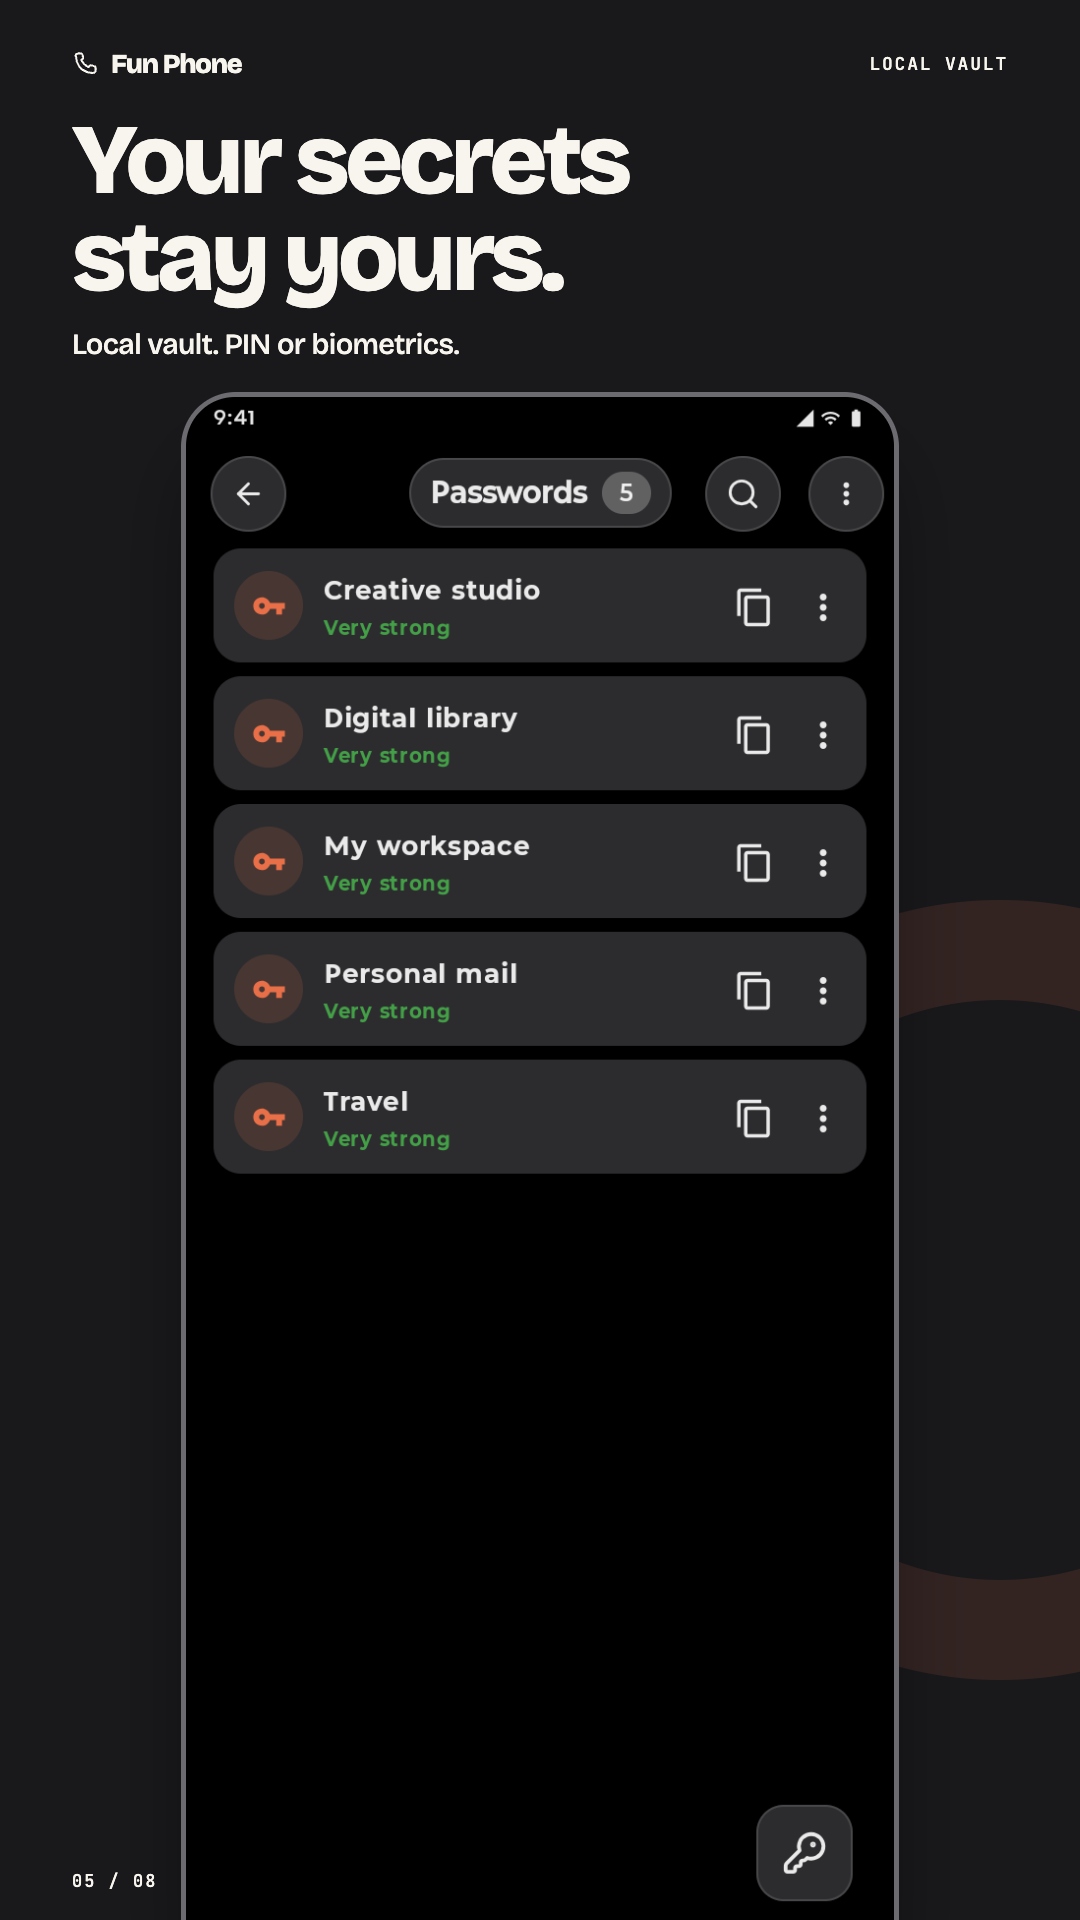 Fun Phone
LOCAL VAULT
Your secrets
stay yours.
Local vault. PIN or biometrics.
9:41
Passwords 5
Creative studio
Very strong
Digital library
Very strong
My workspace
Very strong
Personal mail
Very strong
Travel
Very strong
05 / 08